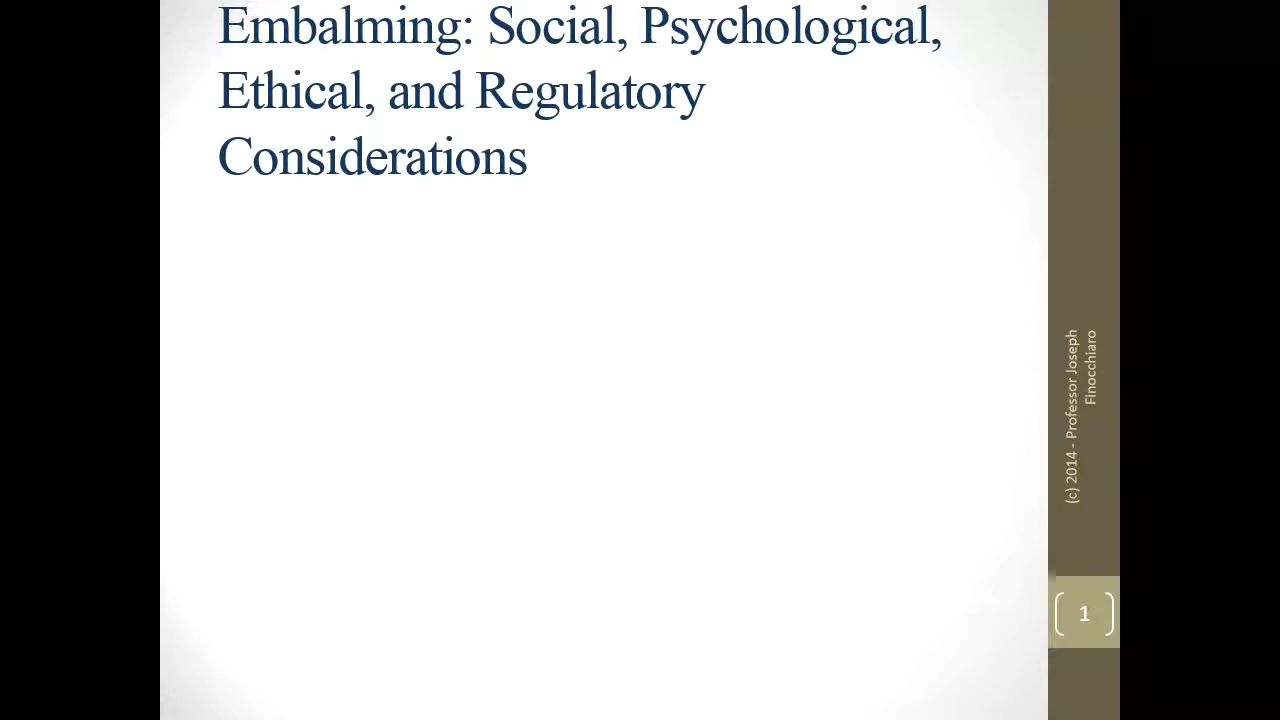 Embalming: Social, Psychological,
Ethical, and Regulatory
Considerations
(c) 2014 - Professor Joseph
Finocchiaro
1